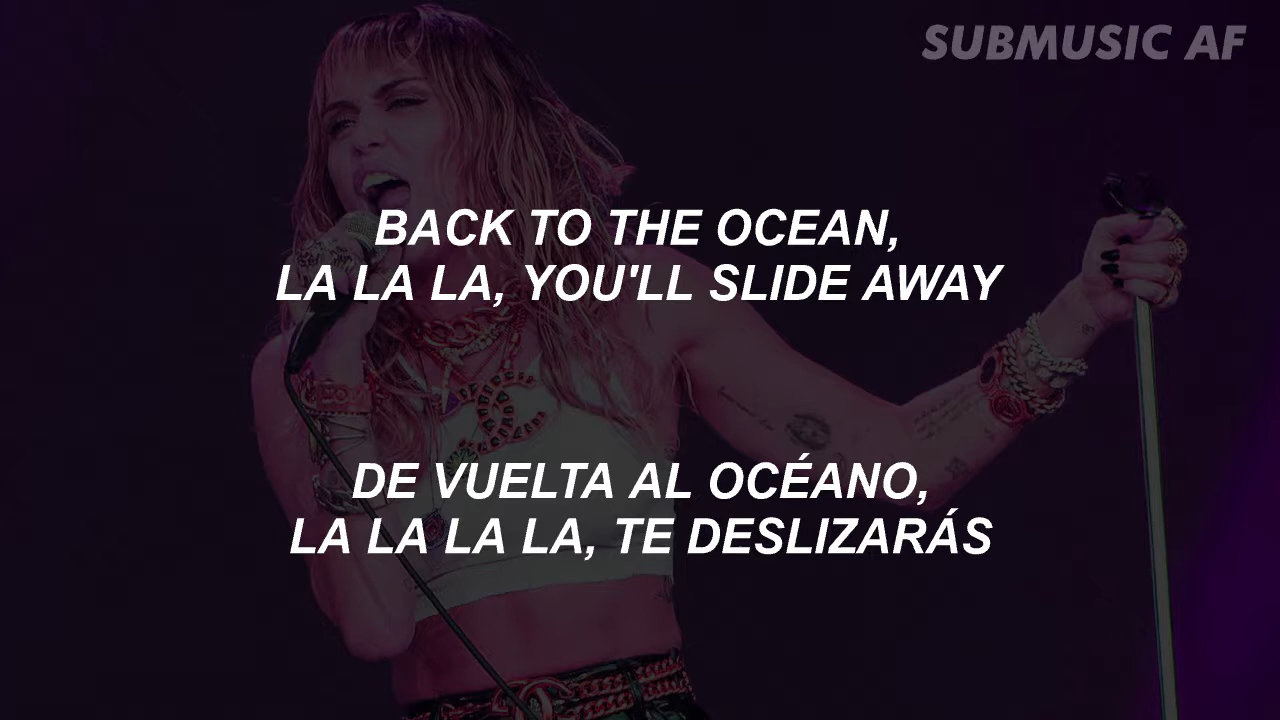 SUBMUSIC AF
BACK TO THE OCEAN,
LA LA LA, YOU'LL SLIDE AWAY
DE VUELTA AL OCÉANO,
LA LA LA LA, TE DESLIZARÁS